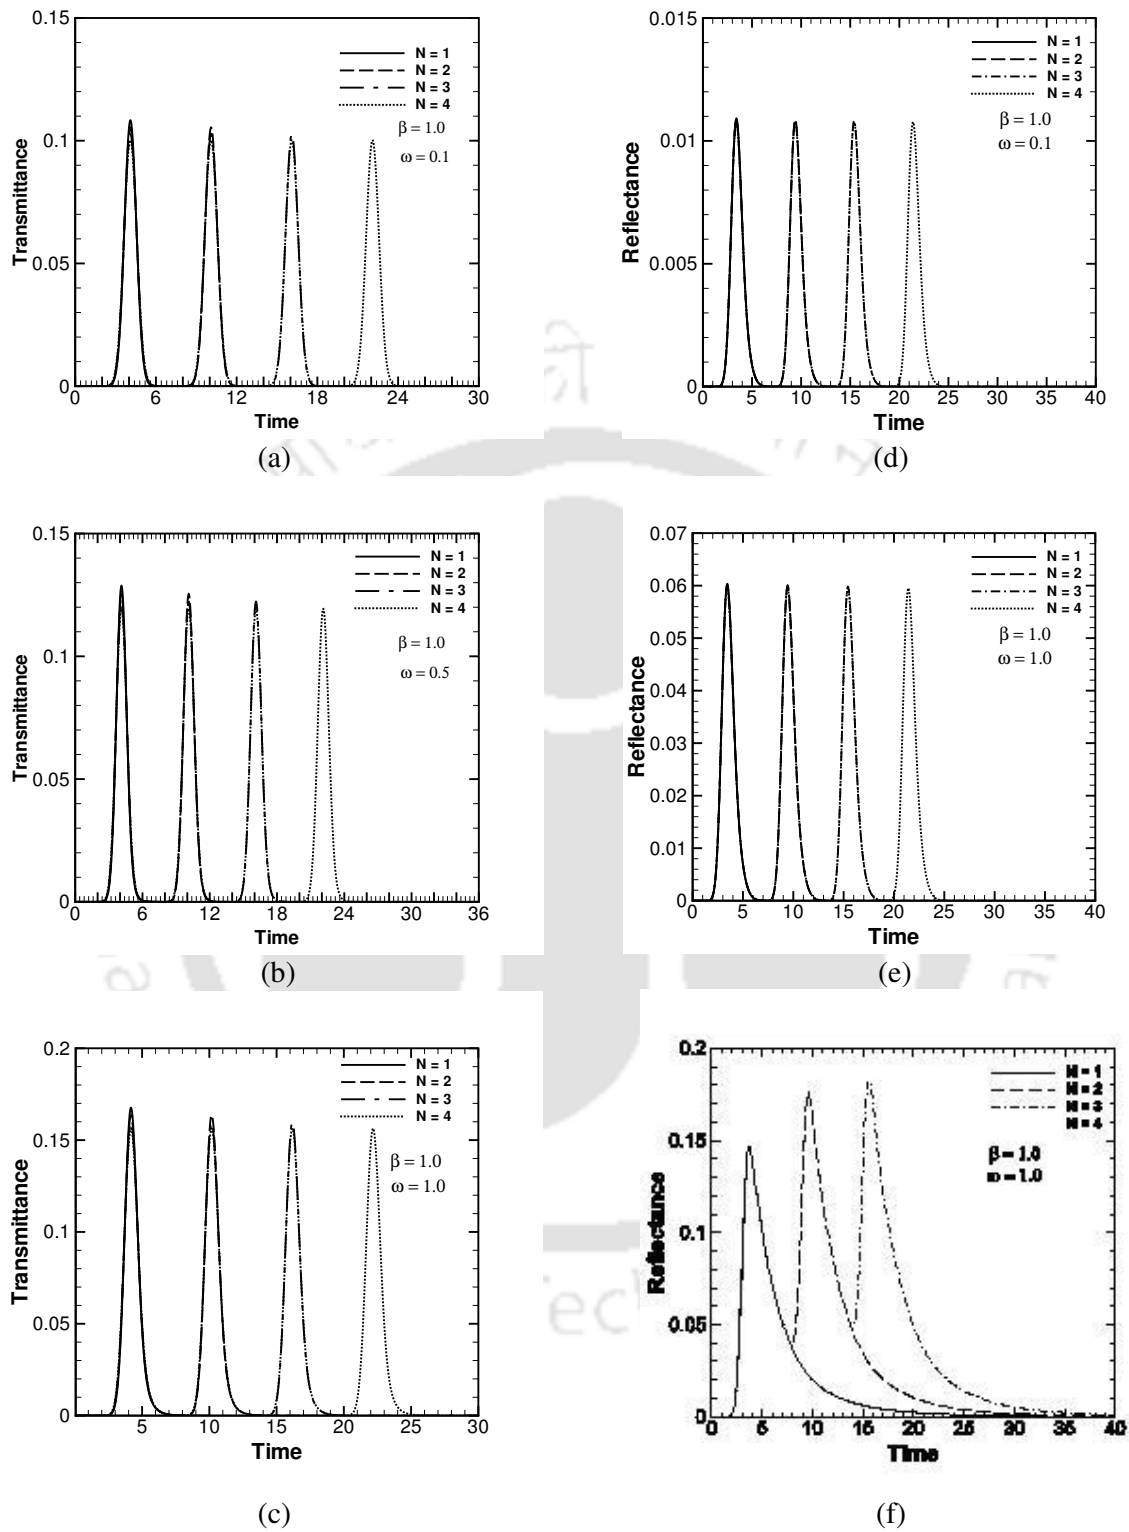 0.15
N = 1
N = 2
N = 3
N = 4
β = 1.0
ω = 0.1
0.1
0.05
0
Transmittance
0 6 12 18 24 30
Time
(a)
0.015
N = 1
N = 2
N = 3
N = 4
β = 1.0
ω = 0.1
0.01
0.005
0
Reflectance
0 5 10 15 20 25 30 35 40
Time
(d)
0.15
N = 1
N = 2
N = 3
N = 4
β = 1.0
ω = 0.5
0.1
0.05
0
Transmittance
0 6 12 18 24 30 36
Time
(b)
0.07
N = 1
N = 2
N = 3
N = 4
β = 1.0
ω = 1.0
0.06
0.05
0.04
0.03
0.02
0.01
0
Reflectance
0 5 10 15 20 25 30 35 40
Time
(e)
0.2
N = 1
N = 2
N = 3
N = 4
β = 1.0
ω = 1.0
0.15
0.1
0.05
0
Transmittance
5 10 15 20 25 30
Time
(c)
0.2
= 1
= 2
= 3
= 4
β = 1.0
ω = 1.0
0.15
0.1
0.05
0
Reflectance
0 5 10 15 20 25 30 35 40
Time
(f)